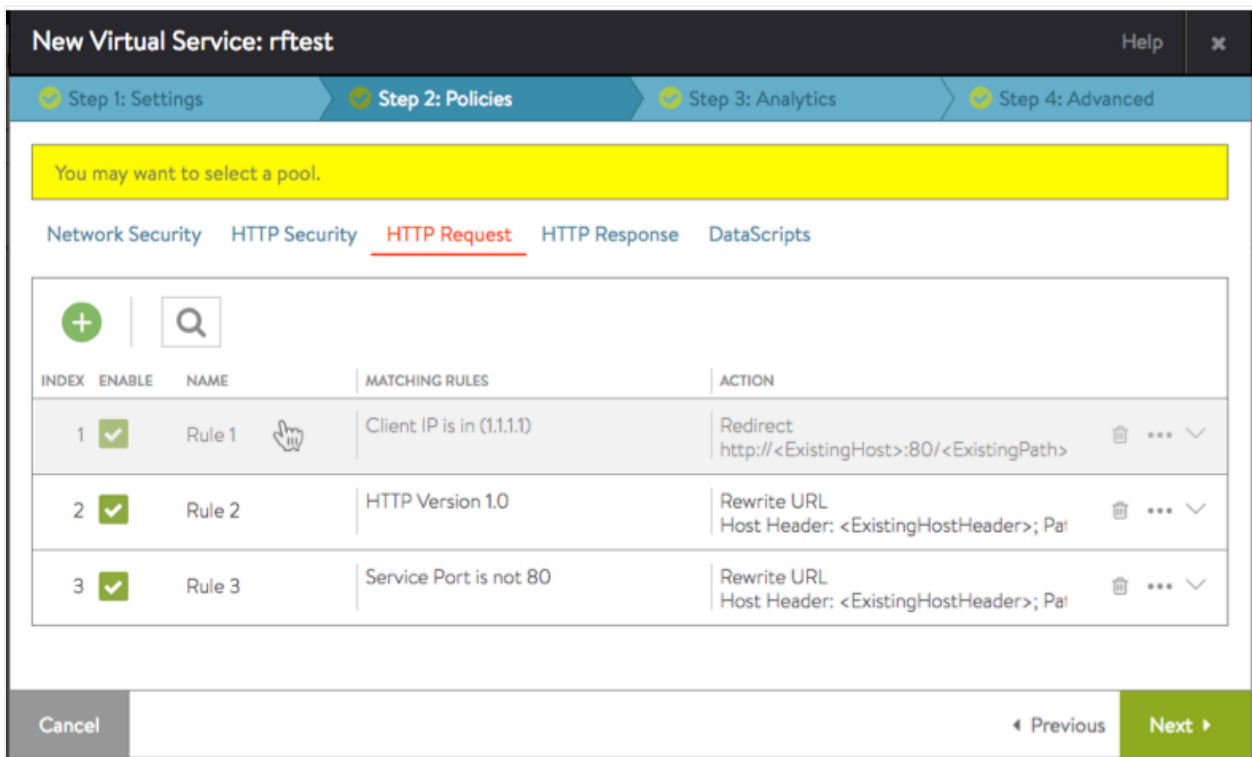 New Virtual Service: rftest Help ×
Step 1: Settings Step 2: Policies Step 3: Analytics Step 4: Advanced
You may want to select a pool.
Network Security HTTP Security HTTP Request HTTP Response DataScripts
INDEX ENABLE NAME MATCHING RULES ACTION
1 Rule 1 Client IP is in (1.1.1.1) Redirect
http://<ExistingHost>:80/<ExistingPath>
2 Rule 2 HTTP Version 1.0 Rewrite URL
Host Header: <ExistingHostHeader>; Pat
3 Rule 3 Service Port is not 80 Rewrite URL
Host Header: <ExistingHostHeader>; Pat
Cancel Previous Next